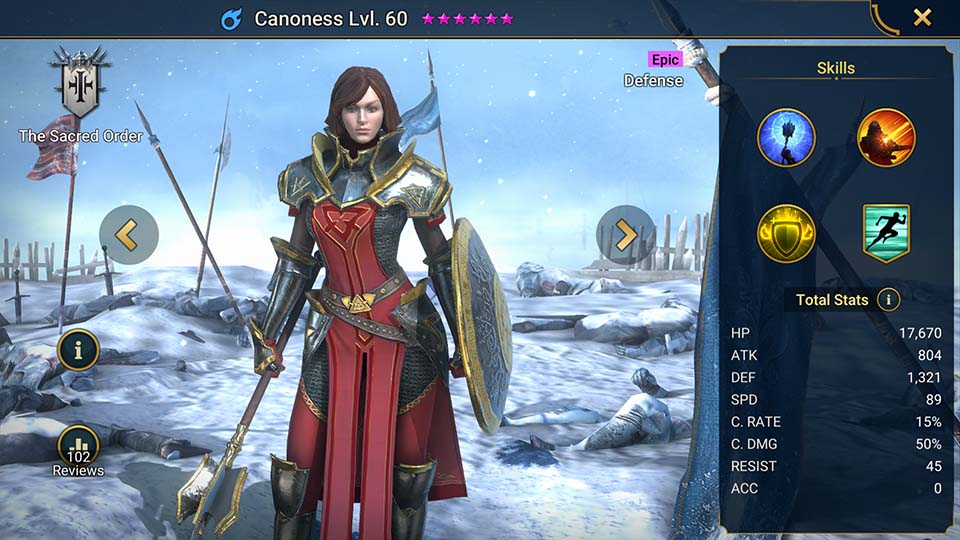 Canoness Lvl. 60
Epic
Defense
The Sacred Order
102
Reviews
Skills
Total Stats i
HP 17,670
ATK 804
DEF 1,321
SPD 89
C. RATE 15%
C. DMG 50%
RESIST 45
ACC 0